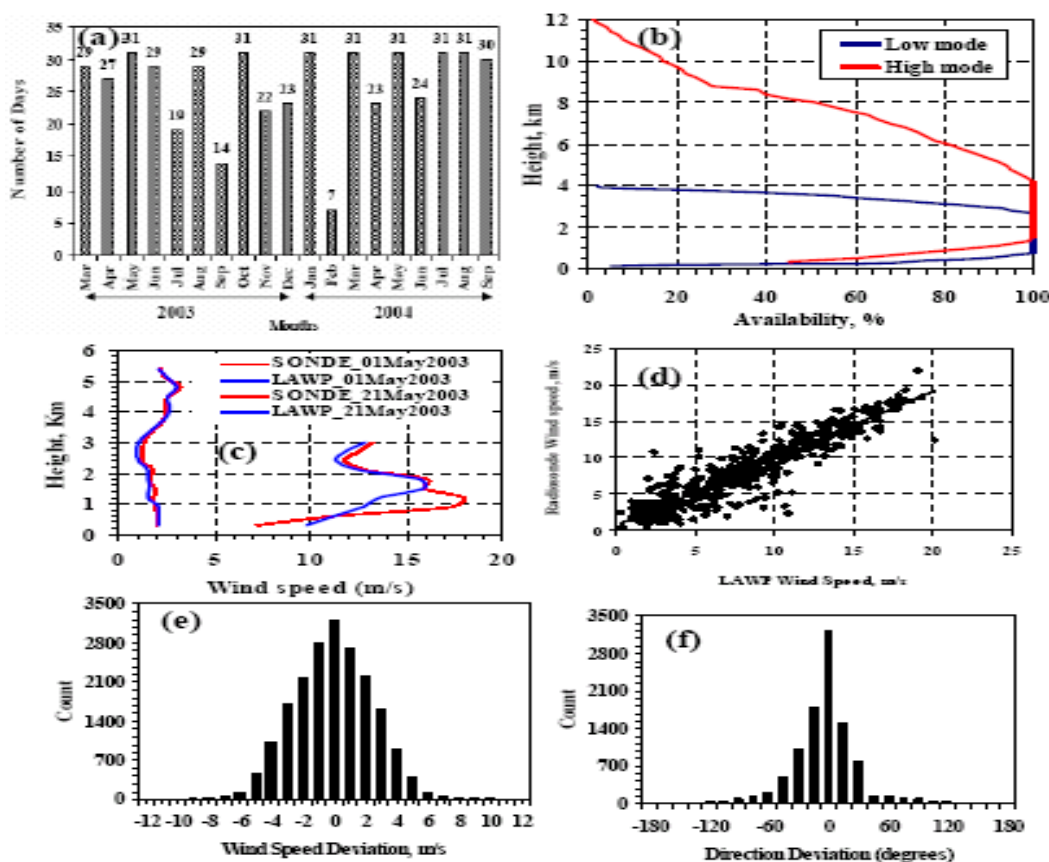 (a)
35
30
25
20
15
10
5
0
Number of Days
29 27 31 29 19 29 14 31 22 23 31 7 31 23 31 24 31 31 30
Mar Apr May Jun Jul Aug Sep Oct Nov Dec Jan Feb Mar Apr May Jun Jul Aug Sep
2003 2004
Months
(b)
Low mode
High mode
12
10
8
6
4
2
0
Height, km
0 20 40 60 80 100
Availability, %
(c)
SONDE_01May2003
LAWP_01May2003
SONDE_21May2003
LAWP_21May2003
6
5
4
3
2
1
0
Height, Km
0 5 10 15 20
Wind speed (m/s)
(d)
25
20
15
10
5
0
Radiosonde Wind speed, m/s
0 5 10 15 20 25
LAWP Wind Speed, m/s
(e)
3500
2800
2100
1400
700
0
Count
-12 -10 -8 -6 -4 -2 0 2 4 6 8 10 12
Wind Speed Deviation, m/s
(f)
3500
2800
2100
1400
700
0
Count
-180 -120 -60 0 60 120 180
Direction Deviation (degrees)